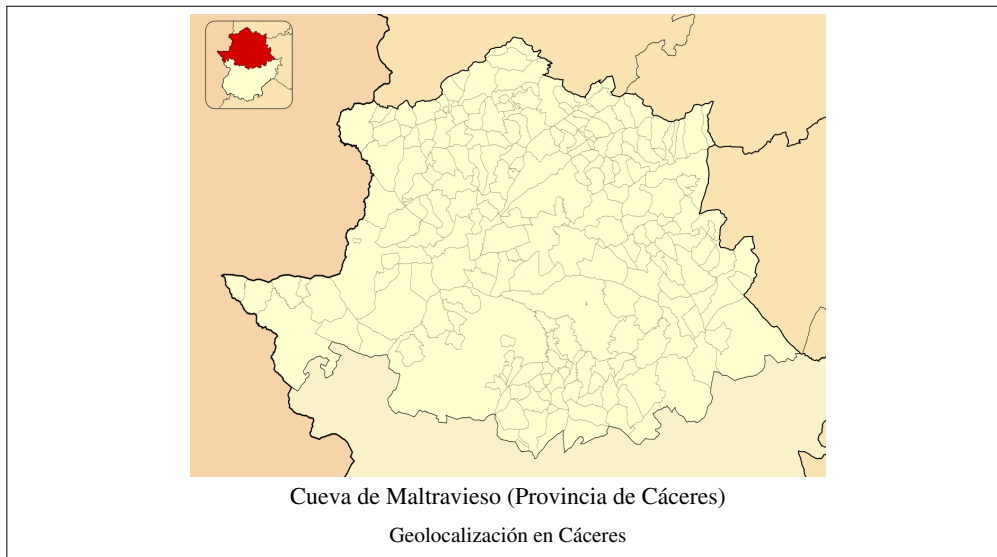 Cueva de Maltravieso (Provincia de Cáceres)
Geolocalización en Cáceres